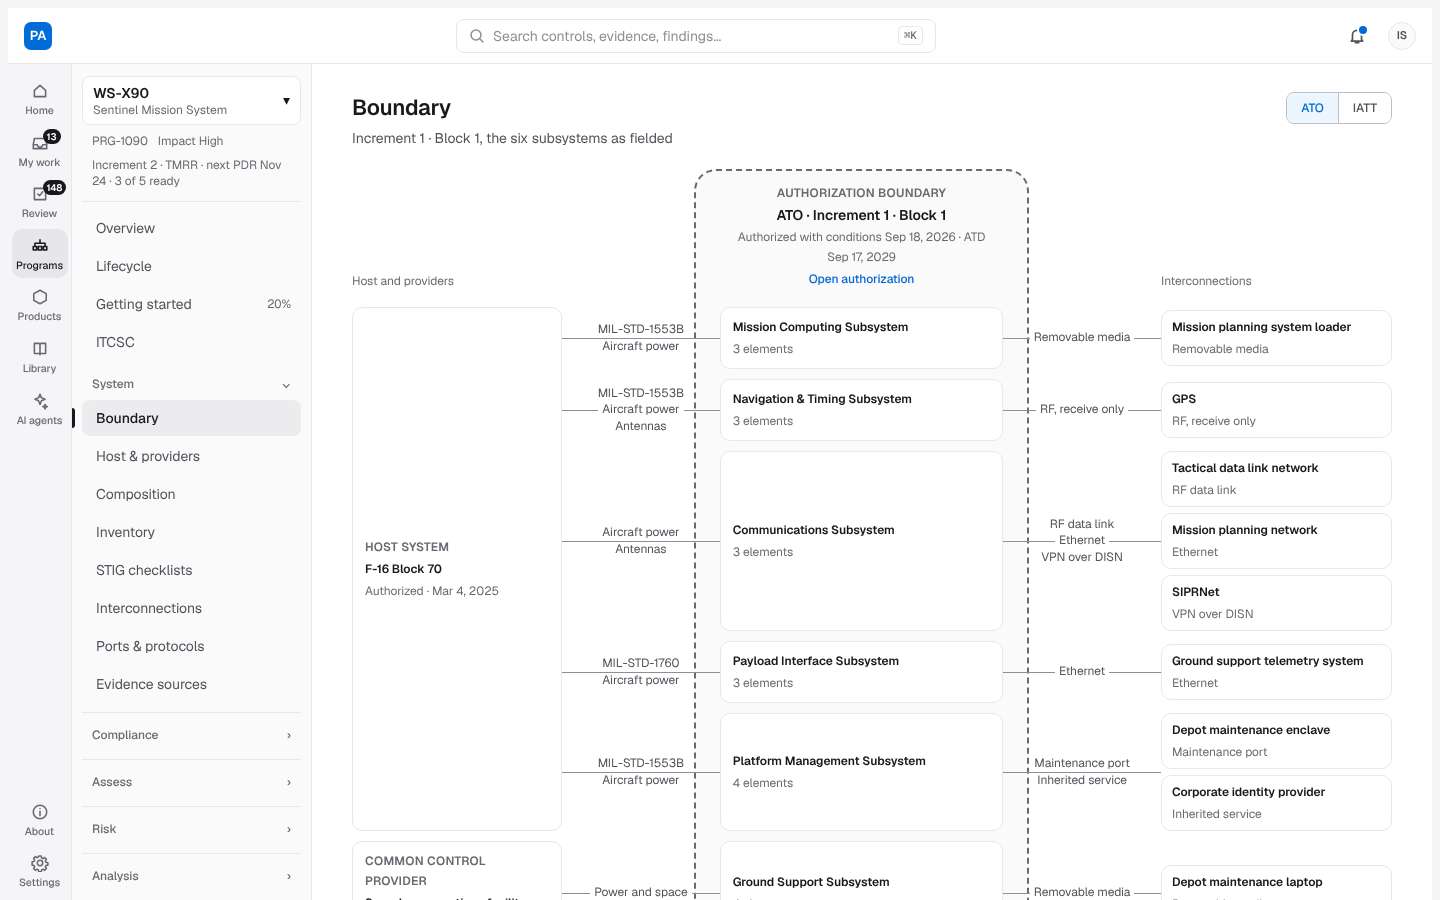 PA
Search controls, evidence, findings...
⌘K
IS
Home
13
My work
148
Review
Programs
Products
Library
AI agents
About
Settings
WS-X90
Sentinel Mission System
PRG-1090 Impact High
Increment 2 · TMRR · next PDR Nov
24 · 3 of 5 ready
Overview
Lifecycle
Getting started 20%
ITCSC
System
Boundary
Host & providers
Composition
Inventory
STIG checklists
Interconnections
Ports & protocols
Evidence sources
Compliance
Assess
Risk
Analysis
Boundary
Increment 1 · Block 1, the six subsystems as fielded
ATO IATT
AUTHORIZATION BOUNDARY
ATO · Increment 1 · Block 1
Authorized with conditions Sep 18, 2026 · ATD
Sep 17, 2029
Open authorization
Host and providers
Interconnections
HOST SYSTEM
F-16 Block 70
Authorized · Mar 4, 2025
COMMON CONTROL
PROVIDER
MIL-STD-1553B
Aircraft power
Mission Computing Subsystem
3 elements
Removable media
Mission planning system loader
Removable media
MIL-STD-1553B
Aircraft power
Antennas
Navigation & Timing Subsystem
3 elements
RF, receive only
GPS
RF, receive only
Aircraft power
Antennas
Communications Subsystem
3 elements
RF data link
Ethernet
VPN over DISN
Tactical data link network
RF data link
Mission planning network
Ethernet
SIPRNet
VPN over DISN
MIL-STD-1760
Aircraft power
Payload Interface Subsystem
3 elements
Ethernet
Ground support telemetry system
Ethernet
MIL-STD-1553B
Aircraft power
Platform Management Subsystem
4 elements
Maintenance port
Inherited service
Depot maintenance enclave
Maintenance port
Corporate identity provider
Inherited service
Power and space
Ground Support Subsystem
Removable media
Depot maintenance laptop